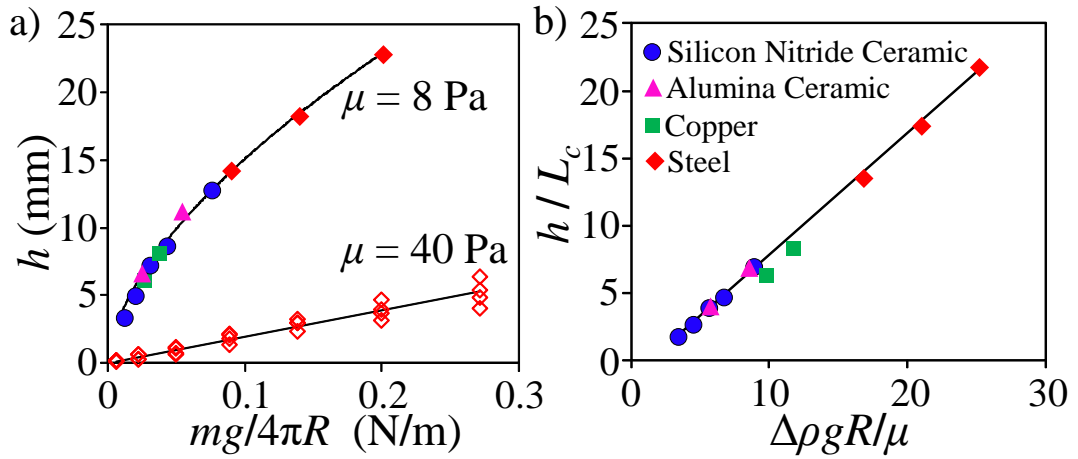 a)
25
20
15
10
5
0
h (mm)
μ = 8 Pa
μ = 40 Pa
0
0.1
0.2
0.3
mg/4πR (N/m)
b)
25
20
15
10
5
0
h / Lc
Silicon Nitride Ceramic
Alumina Ceramic
Copper
Steel
0
10
20
30
ΔρgR/μ